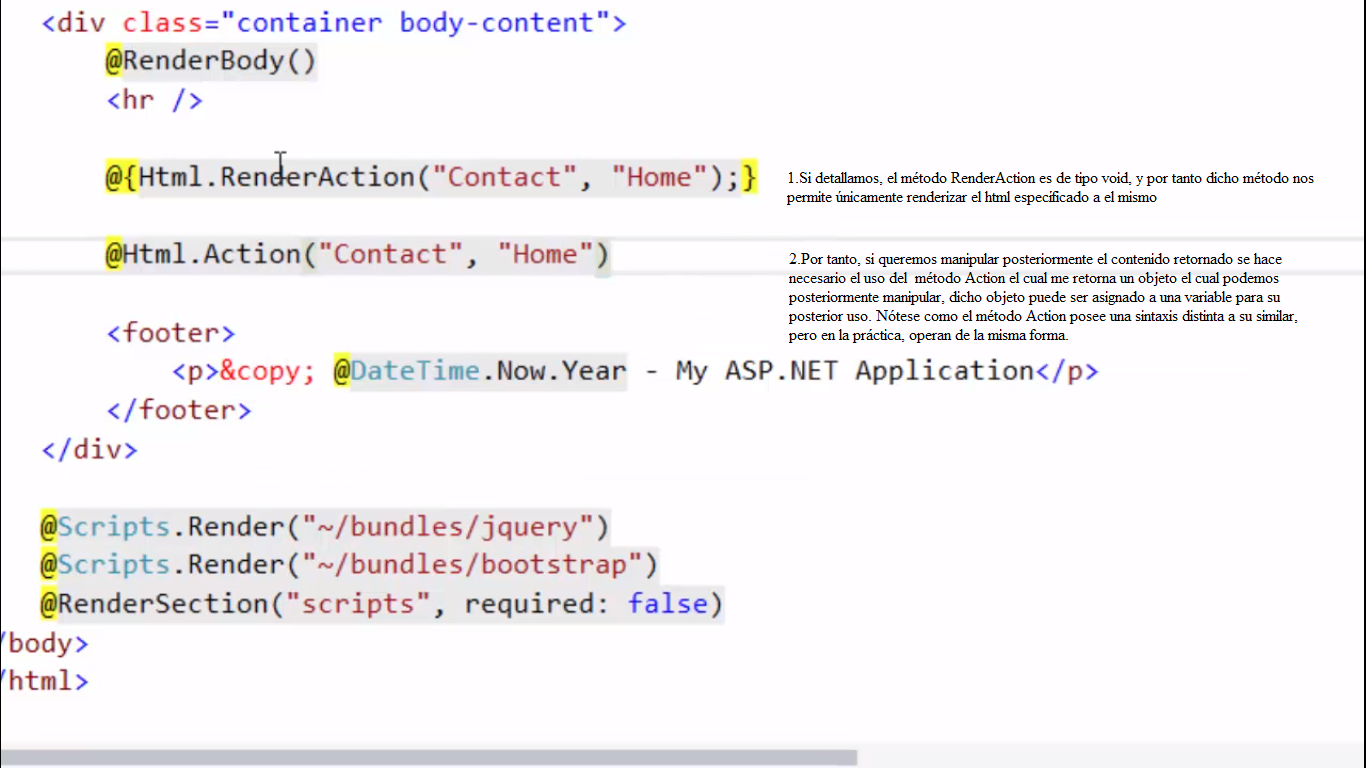 <div class="container body-content">
@RenderBody()
<hr />
@{Html.RenderAction("Contact", "Home");}
1.Si detallamos, el método RenderAction es de tipo void, y por tanto dicho método nos
permite únicamente renderizar el html especificado a el mismo
@Html.Action("Contact", "Home")
2.Por tanto, si queremos manipular posteriormente el contenido retornado se hace
necesario el uso del  método Action el cual me retorna un objeto el cual podemos
posteriormente manipular, dicho objeto puede ser asignado a una variable para su
posterior uso. Nótese como el método Action posee una sintaxis distinta a su similar,
pero en la práctica, operan de la misma forma.
<footer>
<p>&copy; @DateTime.Now.Year - My ASP.NET Application</p>
</footer>
</div>
@Scripts.Render("~/bundles/jquery")
@Scripts.Render("~/bundles/bootstrap")
@RenderSection("scripts", required: false)
/body>
/html>